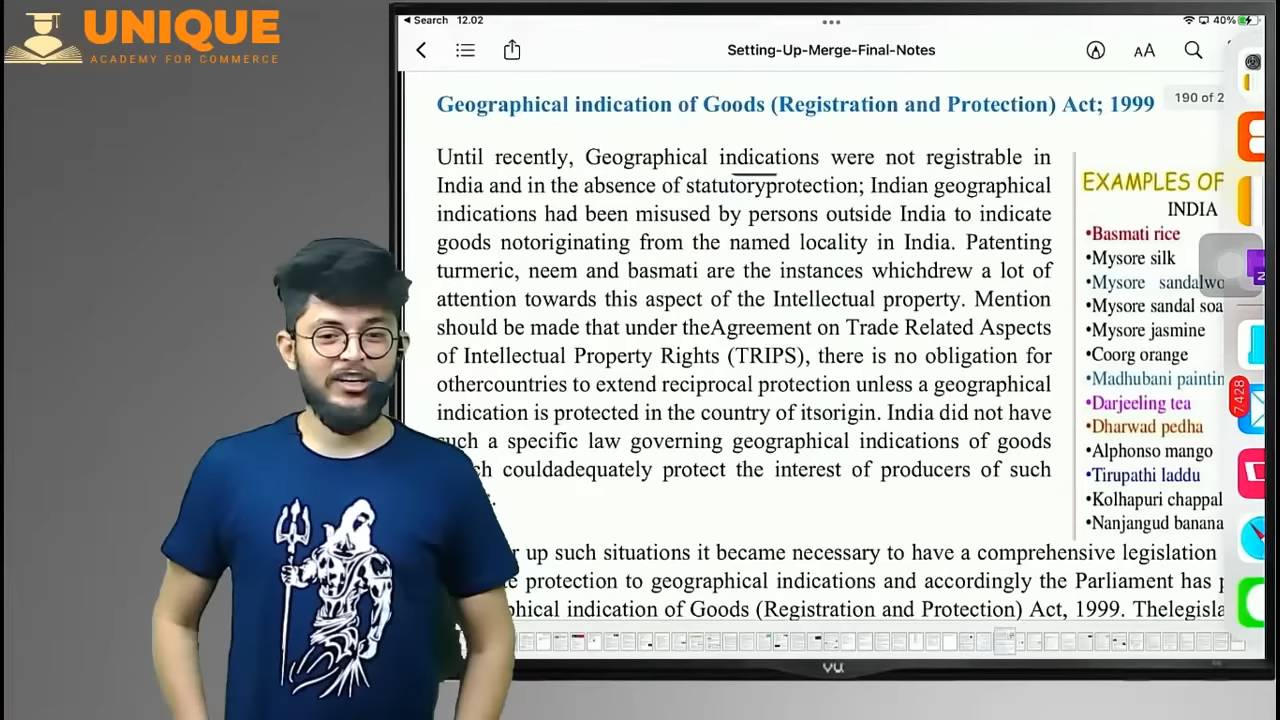 UNIQUE
ACADEMY FOR COMMERCE
Search 12.02
40%
Setting-Up-Merge-Final-Notes
AA
Geographical indication of Goods (Registration and Protection) Act; 1999
190 of 2
Until recently, Geographical indications were not registrable in
India and in the absence of statutoryprotection; Indian geographical
indications had been misused by persons outside India to indicate
goods notoriginating from the named locality in India. Patenting
turmeric, neem and basmati are the instances whichdrew a lot of
attention towards this aspect of the Intellectual property. Mention
should be made that under theAgreement on Trade Related Aspects
of Intellectual Property Rights (TRIPS), there is no obligation for
othercountries to extend reciprocal protection unless a geographical
indication is protected in the country of itsorigin. India did not have
such a specific law governing geographical indications of goods
couldadequately protect the interest of producers of such
EXAMPLES OF
INDIA
•Basmati rice
•Mysore silk
•Mysore sandalwo
•Mysore sandal soa
•Mysore jasmine
•Coorg orange
•Madhubani paintin
•Darjeeling tea
•Dharwad pedha
•Alphonso mango
•Tirupathi laddu
•Kolhapuri chappal
•Nanjangud banana
7.428
up such situations it became necessary to have a comprehensive legislation
protection to geographical indications and accordingly the Parliament has
phical indication of Goods (Registration and Protection) Act, 1999. Thelegisla
VU